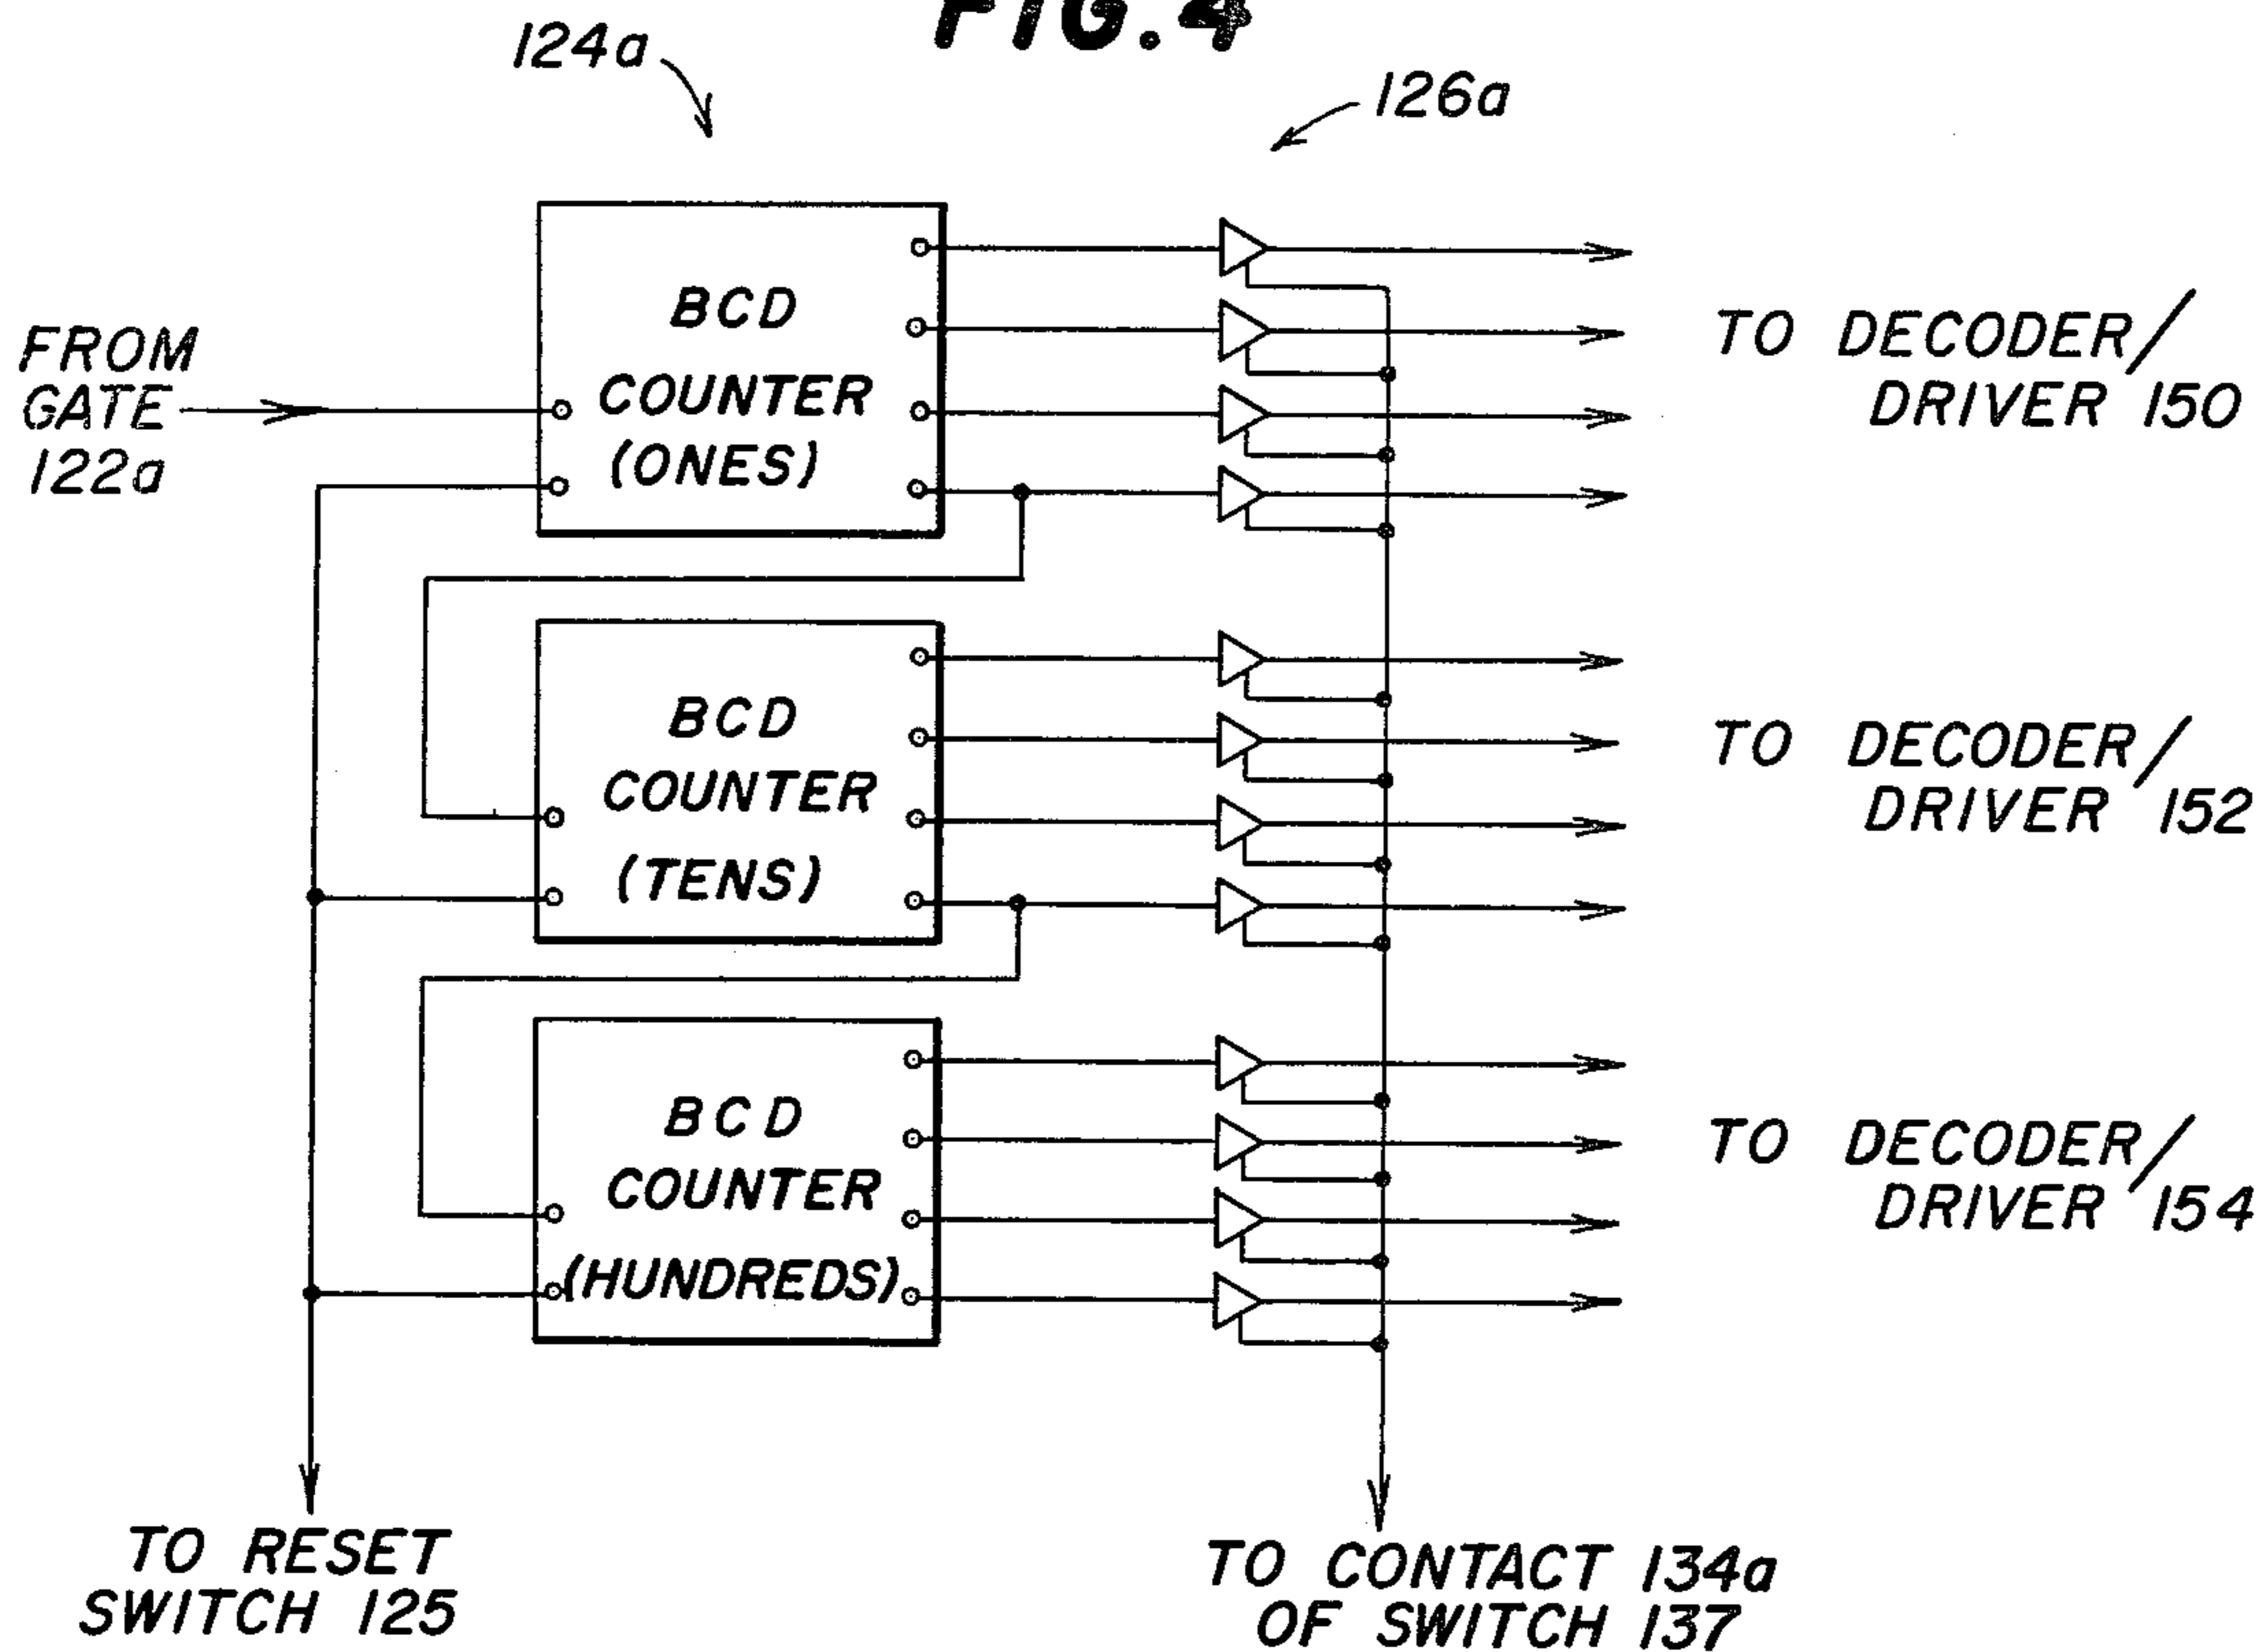 FIG. 4
124a
126a
BCD
COUNTER
(ONES)
FROM
GATE
122a
TO DECODER/
DRIVER 150
BCD
COUNTER
(TENS)
TO DECODER/
DRIVER 152
BCD
COUNTER
(HUNDREDS)
TO DECODER/
DRIVER 154
TO RESET
SWITCH 125
TO CONTACT 134a
OF SWITCH 137